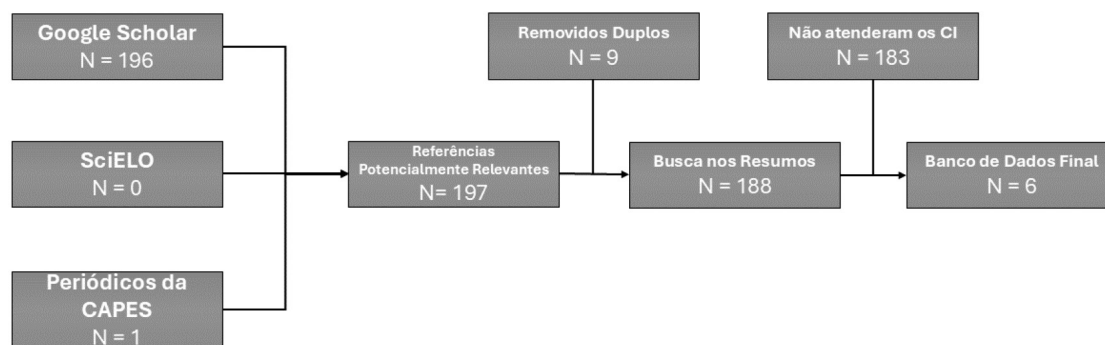 Google Scholar
N = 196
SciELO
N = 0
Periódicos da
CAPES
N = 1
Referências
Potencialmente Relevantes
N= 197
Removidos Duplos
N = 9
Busca nos Resumos
N = 188
Não atenderam os CI
N = 183
Banco de Dados Final
N = 6